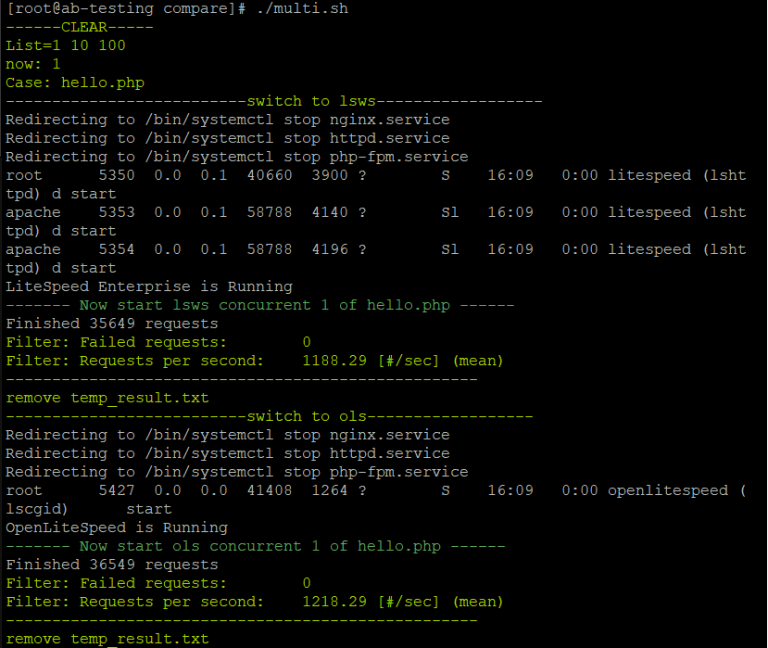 [root@ab-testing compare]# ./multi.sh
------CLEAR-----
List=1 10 100
now: 1
Case: hello.php
--------------------------switch to lsws------------------
Redirecting to /bin/systemctl stop nginx.service
Redirecting to /bin/systemctl stop httpd.service
Redirecting to /bin/systemctl stop php-fpm.service
root      5350  0.0  0.1  40660  3900 ?        S    16:09   0:00 litespeed (lsht
tpd) d start
apache    5353  0.0  0.1  58788  4140 ?        Sl   16:09   0:00 litespeed (lsht
tpd) d start
apache    5354  0.0  0.1  58788  4196 ?        Sl   16:09   0:00 litespeed (lsht
tpd) d start
LiteSpeed Enterprise is Running
------- Now start lsws concurrent 1 of hello.php ------
Finished 35649 requests
Filter: Failed requests:        0
Filter: Requests per second:    1188.29 [#/sec] (mean)
---------------------------------------------------
remove temp_result.txt
--------------------------switch to ols------------------
Redirecting to /bin/systemctl stop nginx.service
Redirecting to /bin/systemctl stop httpd.service
Redirecting to /bin/systemctl stop php-fpm.service
root      5427  0.0  0.0  41408  1264 ?        S    16:09   0:00 openlitespeed (
lscgid)      start
OpenLiteSpeed is Running
------- Now start ols concurrent 1 of hello.php ------
Finished 36549 requests
Filter: Failed requests:        0
Filter: Requests per second:    1218.29 [#/sec] (mean)
---------------------------------------------------
remove temp_result.txt